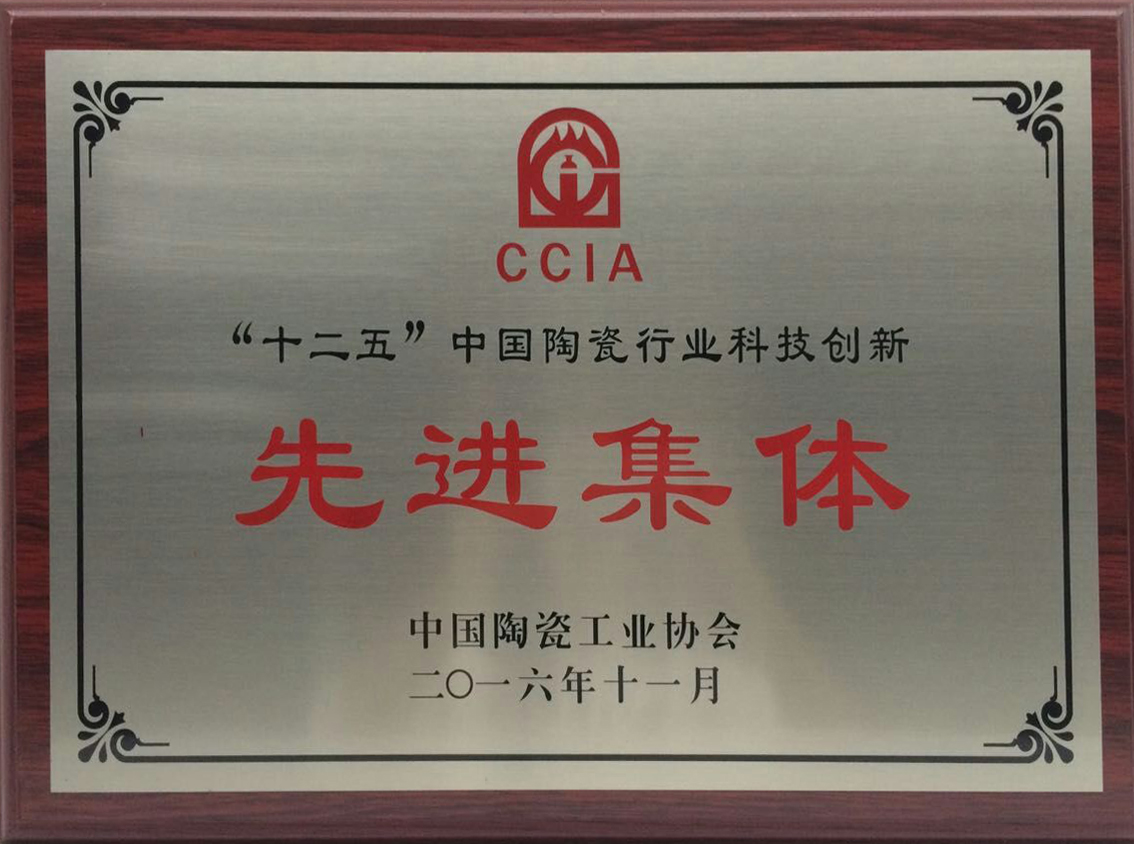 CCIA
“十二五”中国陶瓷行业科技创新
先进集体
中国陶瓷工业协会
二〇一六年十一月